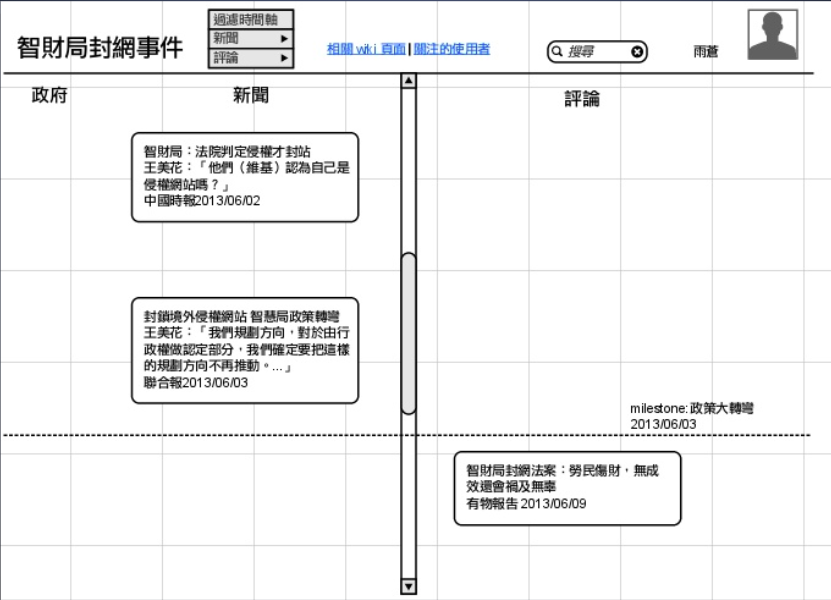 智財局封網事件
過濾時間軸
新聞
評論
相關 wiki 頁面 | 關注的使用者
搜尋
雨蒼
政府
新聞
評論
智財局：法院判定侵權才封站
王美花：「他們（維基）認為自己是
侵權網站嗎？」
中國時報2013/06/02
封鎖境外侵權網站 智慧局政策轉彎
王美花：「我們規劃方向，對於由行
政權做認定部分，我們確定要把這樣
的規劃方向不再推動。...」
聯合報2013/06/03
milestone: 政策大轉彎
2013/06/03
智財局封網法案：勞民傷財，無成
效還會禍及無辜
有物報告 2013/06/09